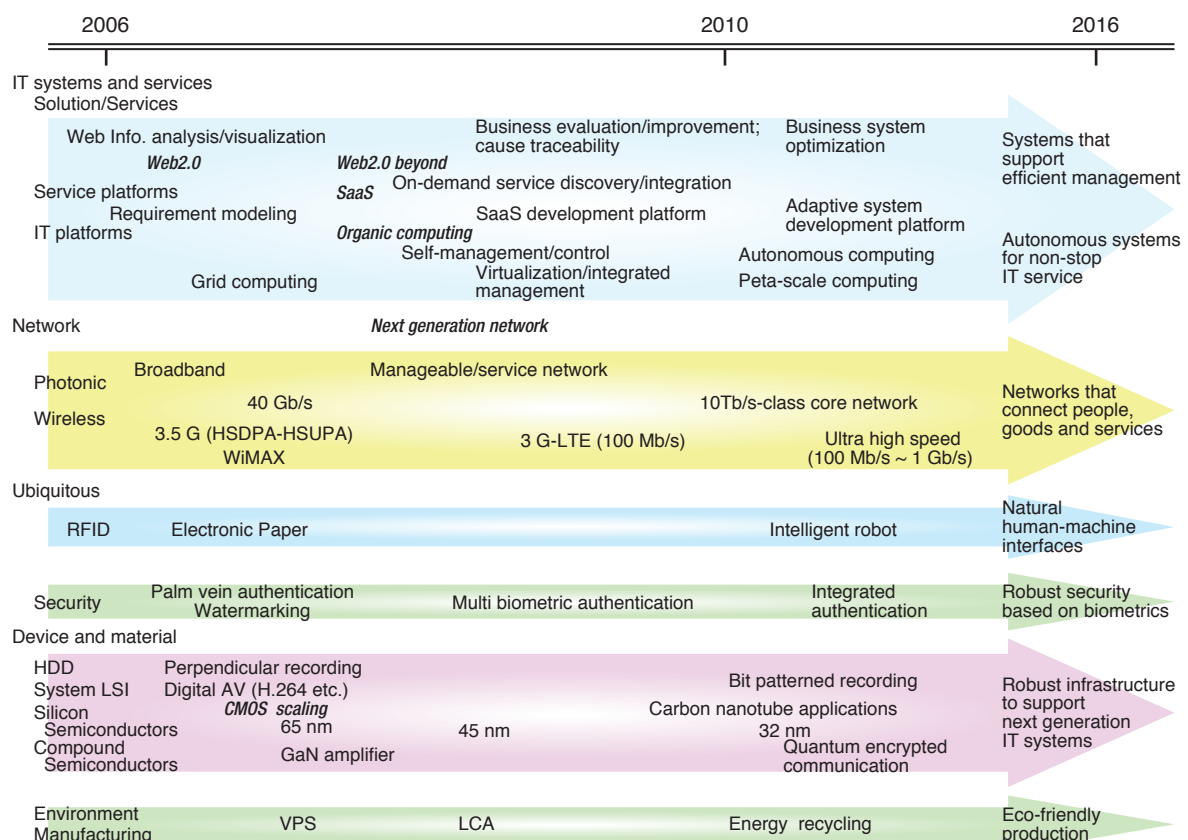 2006 2010 2016
IT systems and services
Solution/Services
Web Info. analysis/visualization
Business evaluation/improvement;
cause traceability
Business system
optimization
Systems that
support
efficient management
Web2.0
Web2.0 beyond
Service platforms
SaaS
On-demand service discovery/integration
Requirement modeling
SaaS development platform
Adaptive system
development platform
IT platforms
Organic computing
Self-management/control
Autonomous computing
Autonomous systems
for non-stop
IT service
Grid computing
Virtualization/integrated
management
Peta-scale computing
Network
Next generation network
Broadband
Manageable/service network
Photonic
40 Gb/s
10Tb/s-class core network
Networks that
connect people,
goods and services
Wireless
3.5 G (HSDPA-HSUPA)
WiMAX
3 G-LTE (100 Mb/s)
Ultra high speed
(100 Mb/s ~ 1 Gb/s)
Ubiquitous
RFID
Electronic Paper
Intelligent robot
Natural
human-machine
interfaces
Security
Palm vein authentication
Watermarking
Multi biometric authentication
Integrated
authentication
Robust security
based on biometrics
Device and material
HDD
Perpendicular recording
Bit patterned recording
System LSI
Digital AV (H.264 etc.)
Robust infrastructure
to support
next generation
IT systems
Silicon
Semiconductors
CMOS scaling
65 nm
45 nm
Carbon nanotube applications
32 nm
Compound
Semiconductors
GaN amplifier
Quantum encrypted
communication
Environment
Manufacturing
VPS
LCA
Energy recycling
Eco-friendly
production